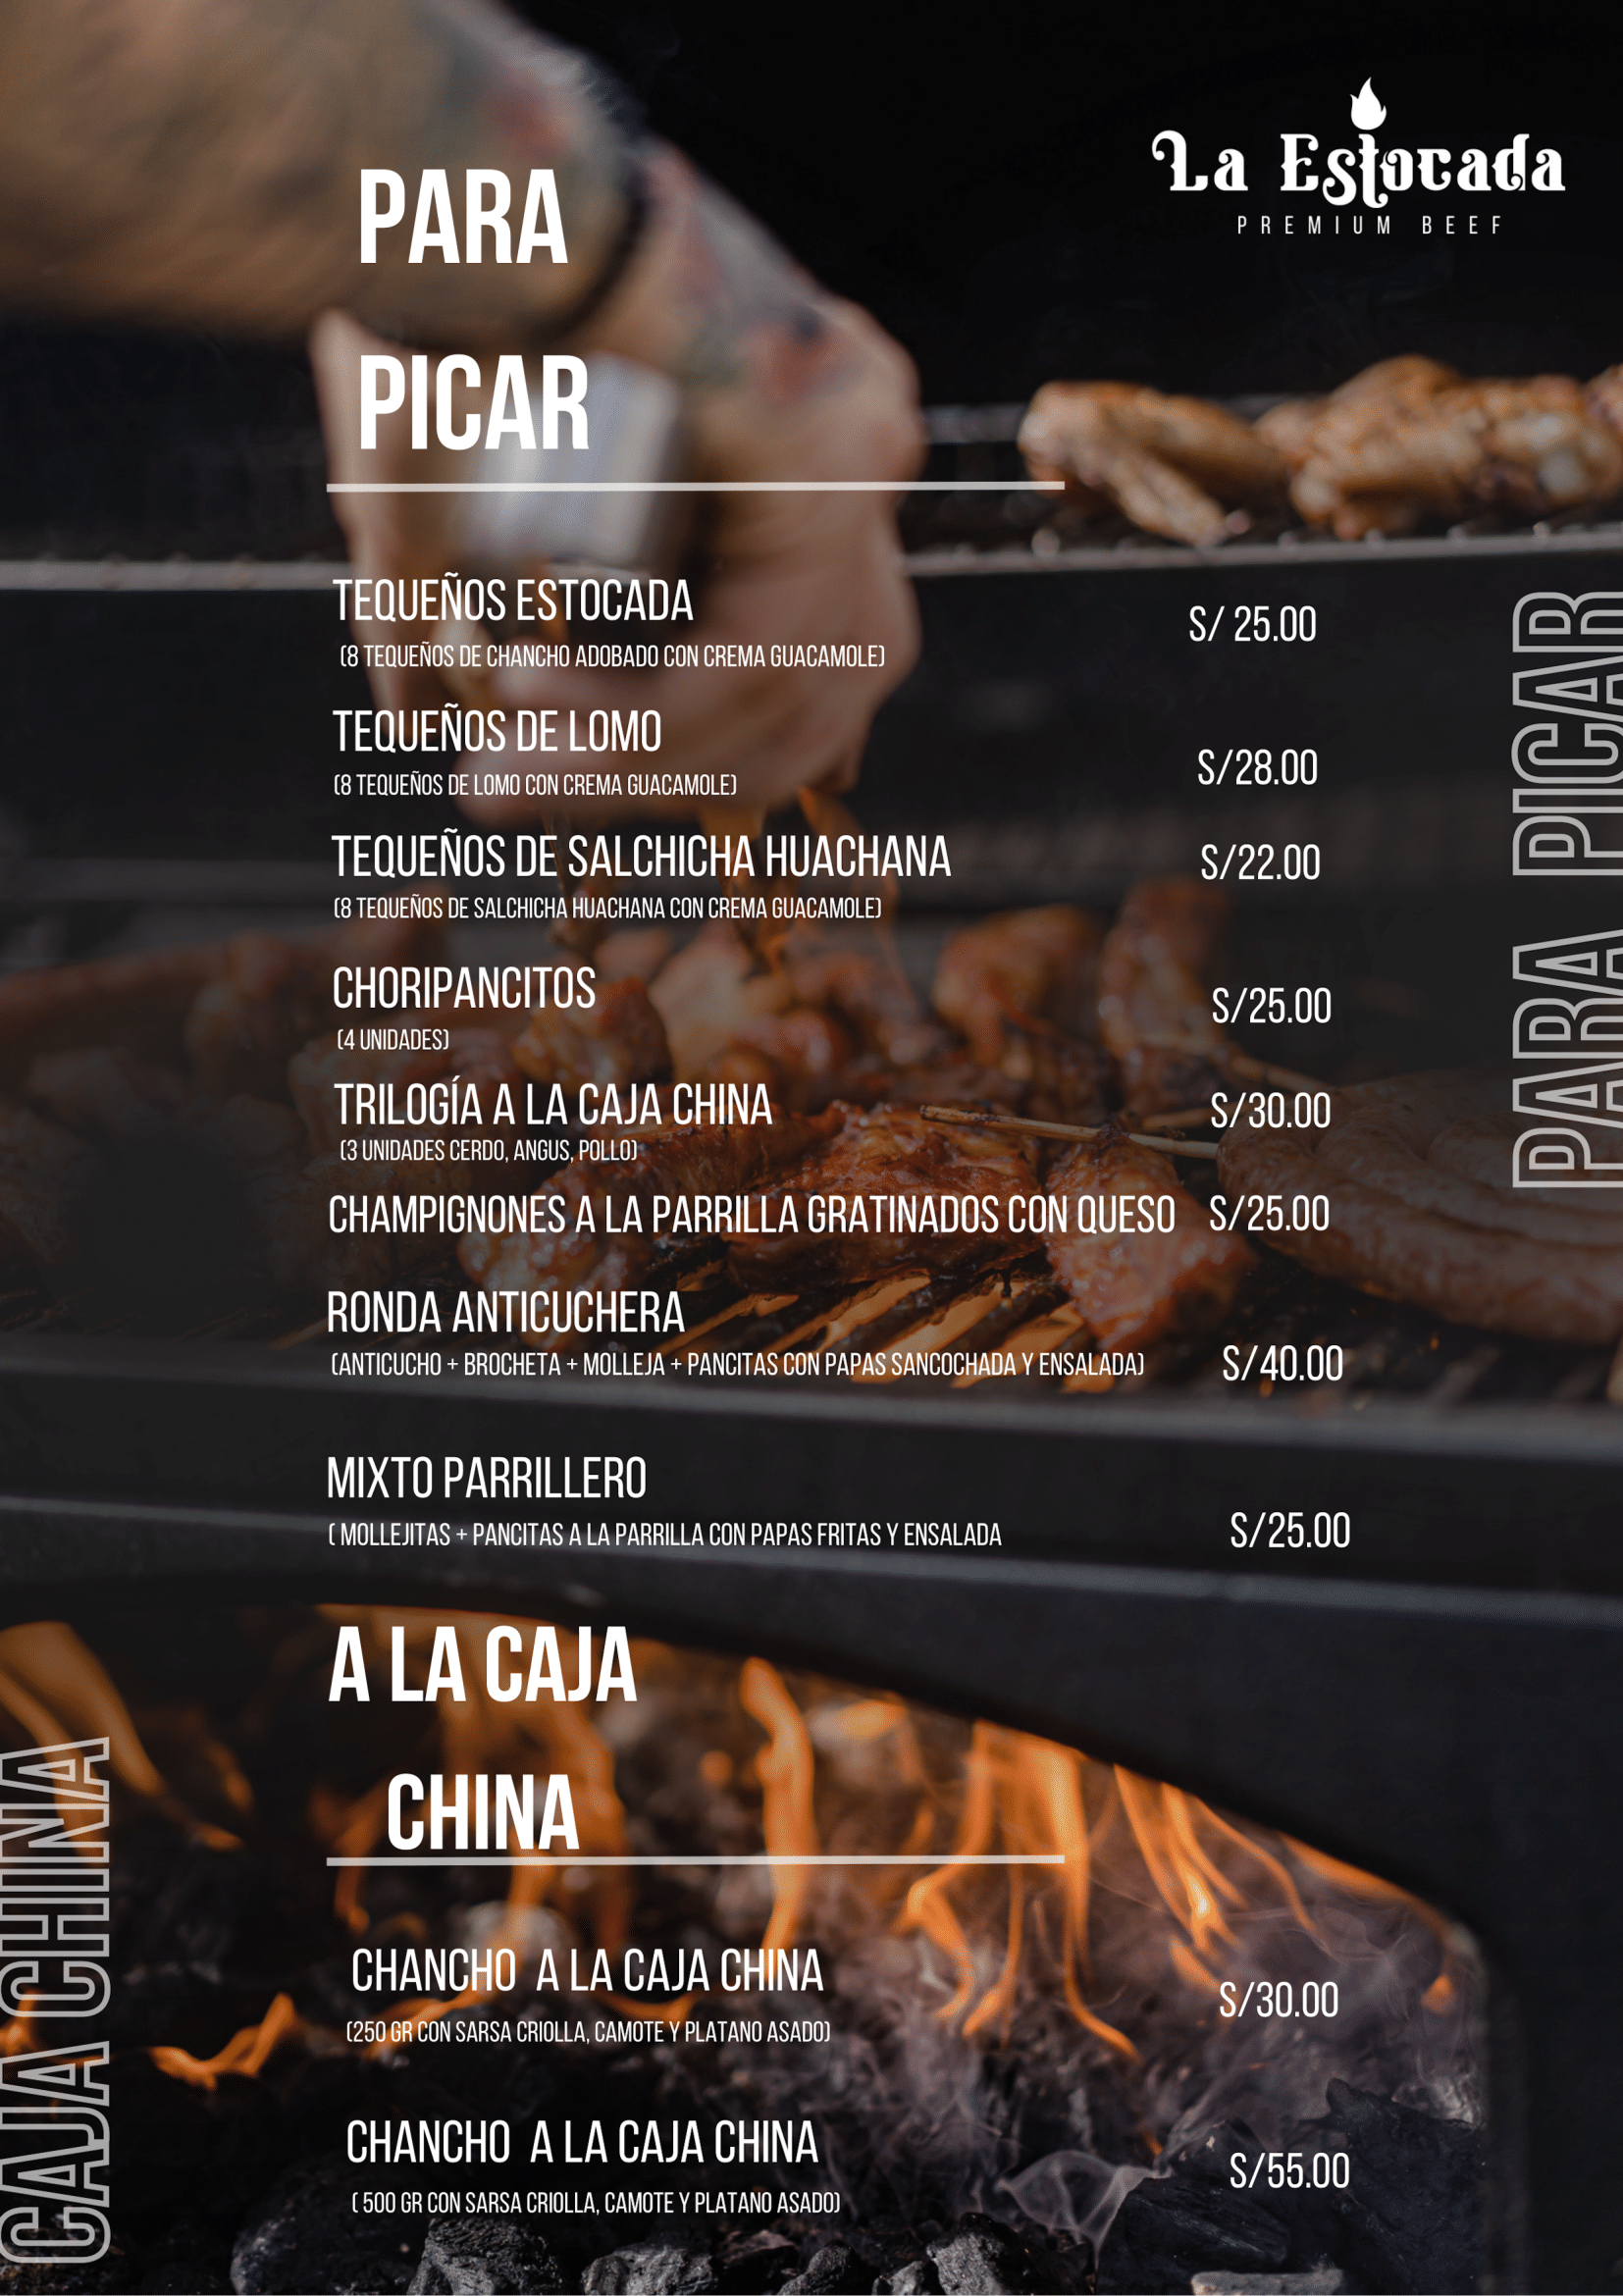 La Estocada
PREMIUM BEEF
PARA
PICAR
TEQUEÑOS ESTOCADA
S/ 25.00
(8 TEQUEÑOS DE CHANCHO ADOBADO CON CREMA GUACAMOLE)
TEQUEÑOS DE LOMO
S/28.00
(8 TEQUEÑOS DE LOMO CON CREMA GUACAMOLE)
TEQUEÑOS DE SALCHICHA HUACHANA
S/22.00
(8 TEQUEÑOS DE SALCHICHA HUACHANA CON CREMA GUACAMOLE)
CHORIPANCITOS
S/25.00
(4 UNIDADES)
TRILOGÍA A LA CAJA CHINA
S/30.00
(3 UNIDADES CERDO, ANGUS, POLLO)
CHAMPIGNONES A LA PARRILLA GRATINADOS CON QUESO
S/25.00
RONDA ANTICUCHERA
(ANTICUCHO + BROCHETA + MOLLEJA + PANCITAS CON PAPAS SANCOCHADA Y ENSALADA)
S/40.00
MIXTO PARRILLERO
( MOLLEJITAS + PANCITAS A LA PARRILLA CON PAPAS FRITAS Y ENSALADA
S/25.00
PARA PICAR
A LA CAJA
CHINA
CHANCHO A LA CAJA CHINA
S/30.00
(250 GR CON SARSA CRIOLLA, CAMOTE Y PLATANO ASADO)
CHANCHO A LA CAJA CHINA
S/55.00
( 500 GR CON SARSA CRIOLLA, CAMOTE Y PLATANO ASADO)
CAJA CHINA